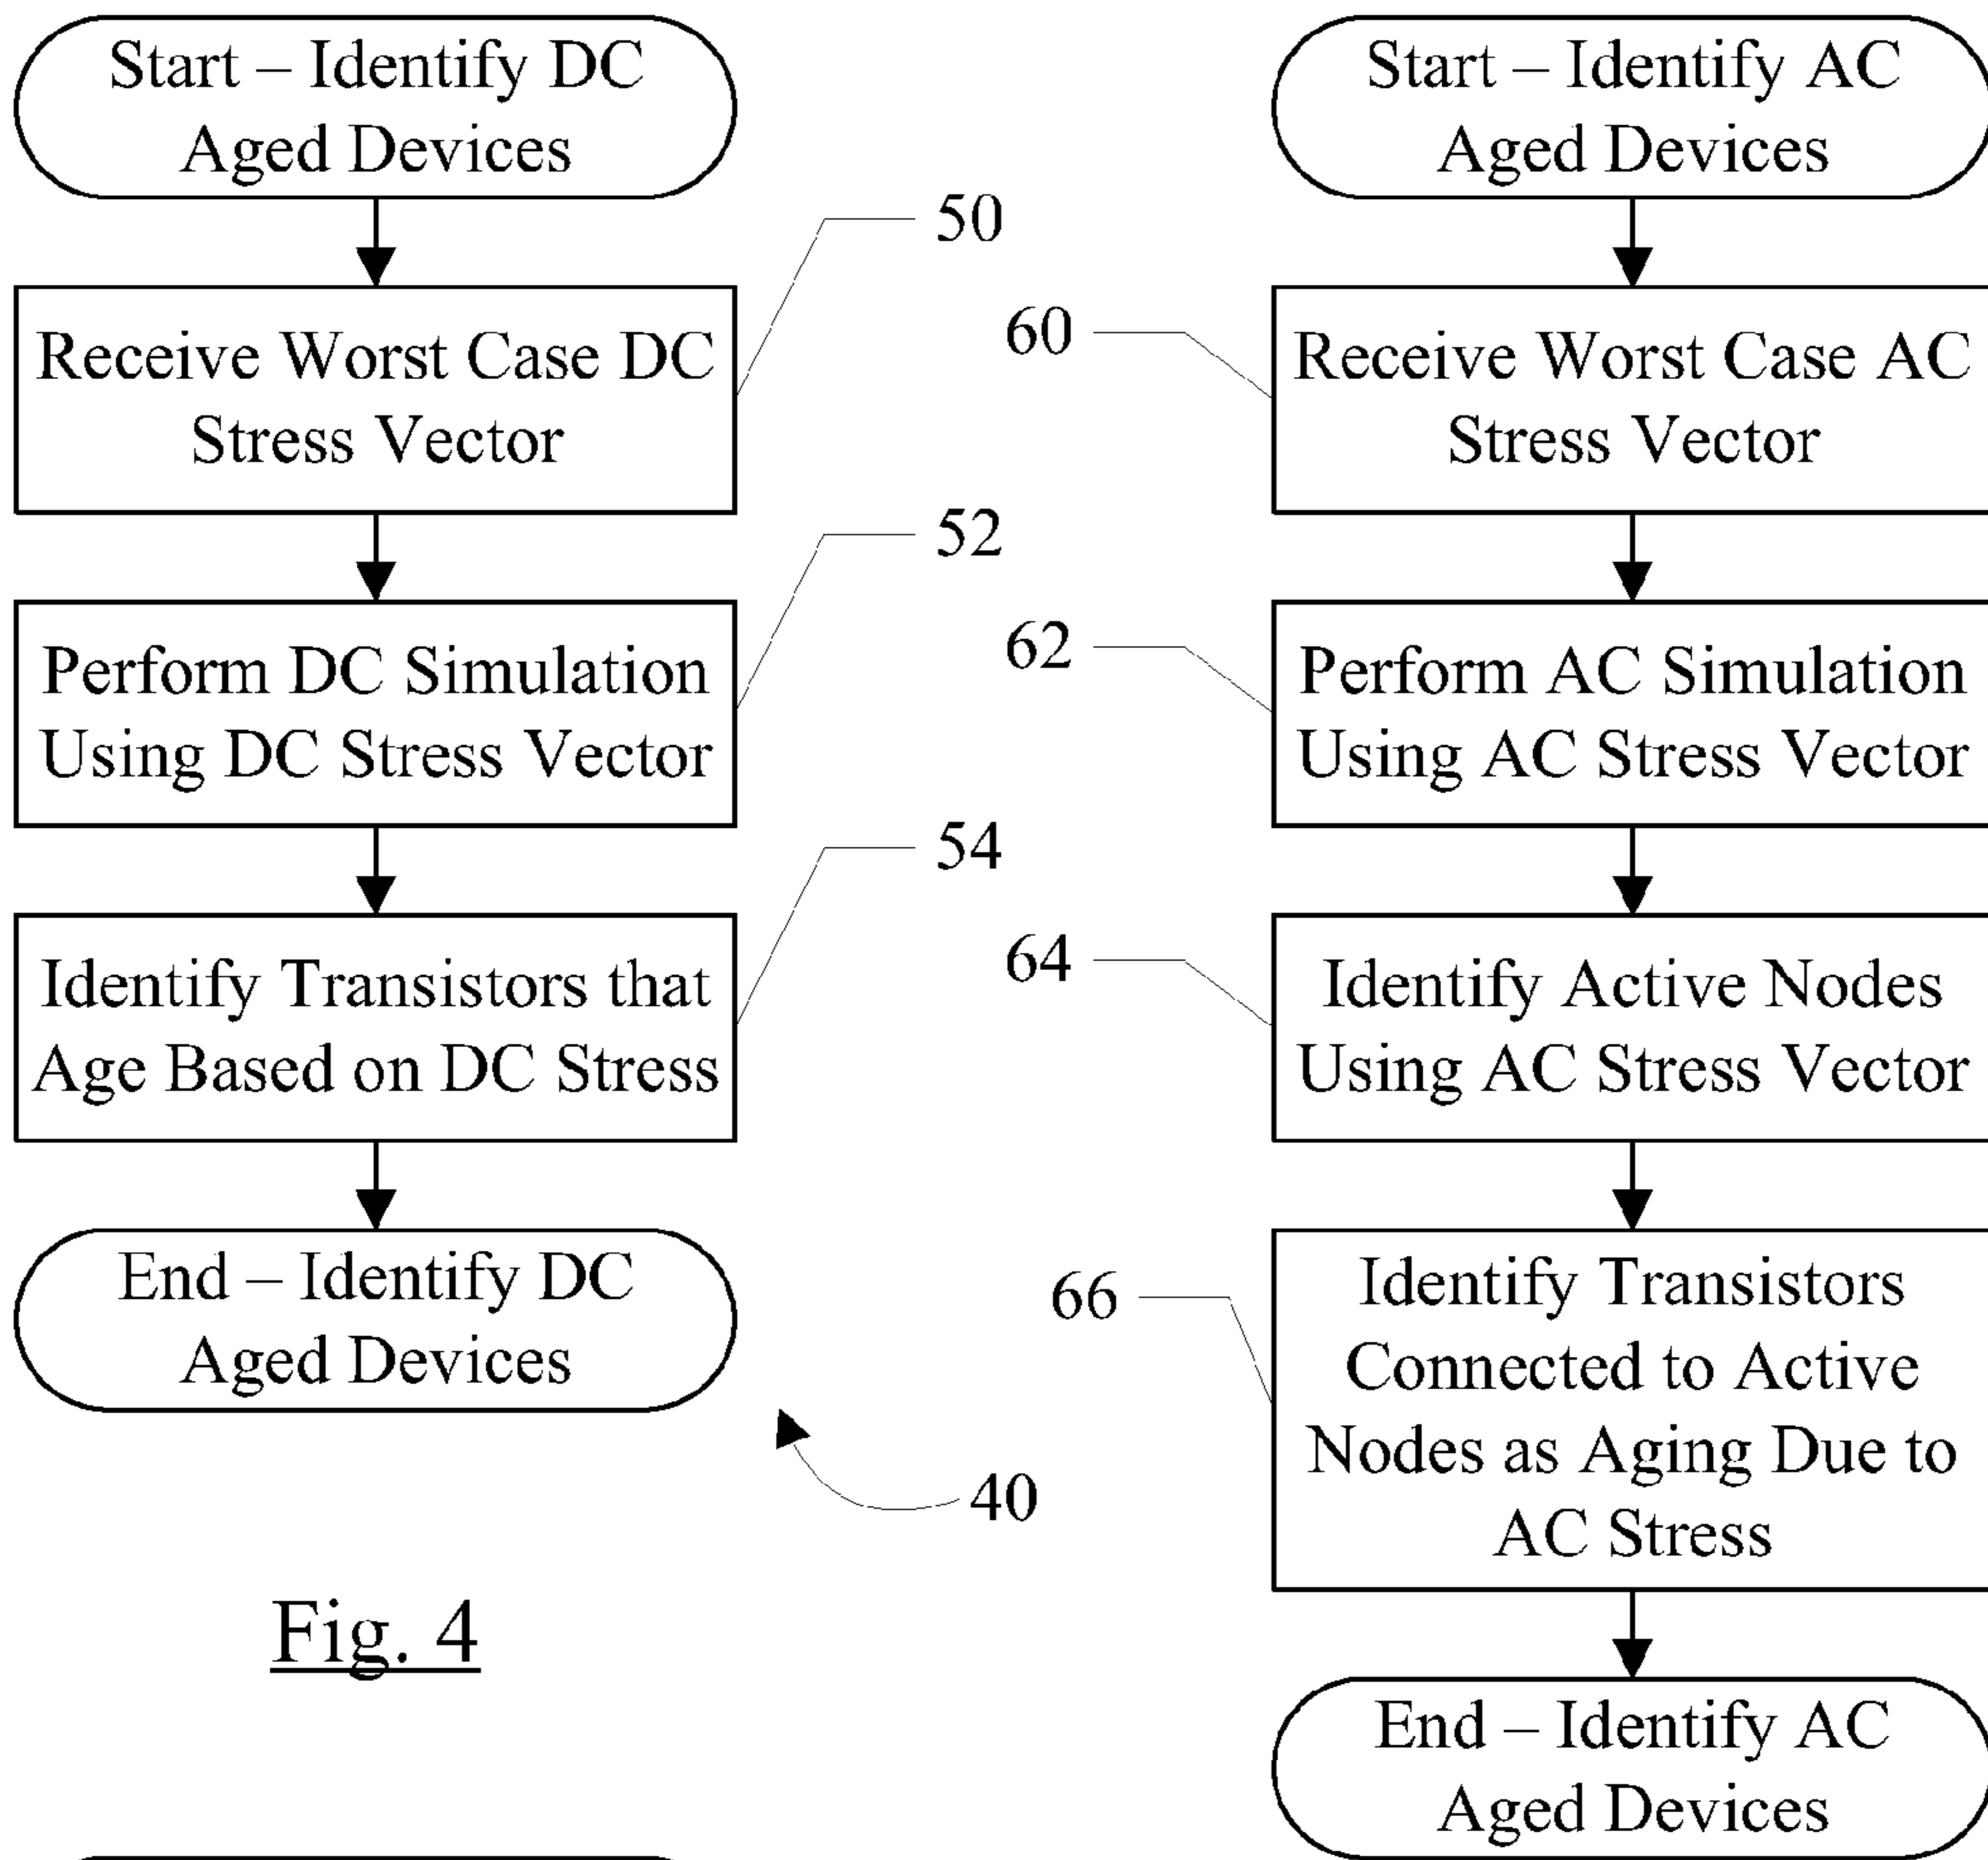 Start – Identify DC
Aged Devices
50
Receive Worst Case DC
Stress Vector
52
Perform DC Simulation
Using DC Stress Vector
54
Identify Transistors that
Age Based on DC Stress
End – Identify DC
Aged Devices
40
Fig. 4
Start – Identify AC
Aged Devices
60
Receive Worst Case AC
Stress Vector
62
Perform AC Simulation
Using AC Stress Vector
64
Identify Active Nodes
Using AC Stress Vector
66
Identify Transistors
Connected to Active
Nodes as Aging Due to
AC Stress
End – Identify AC
Aged Devices